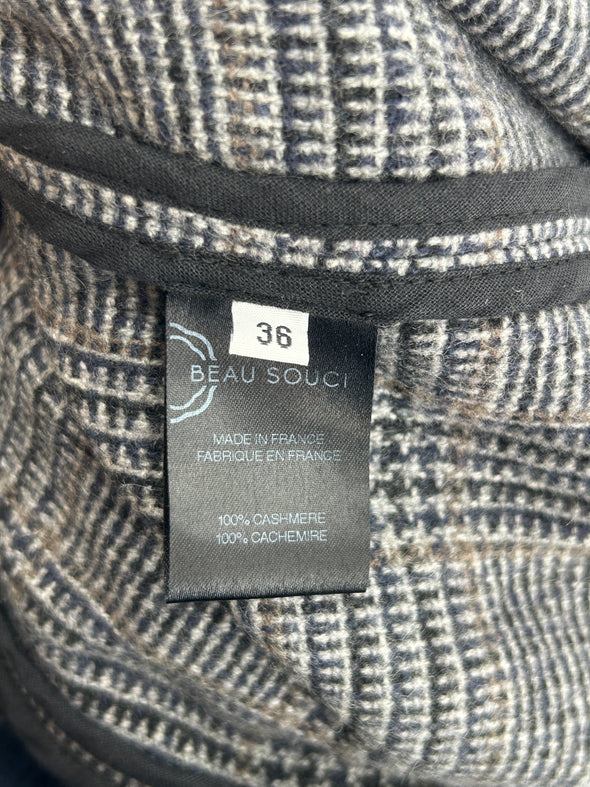 36
BEAU SOUCI
MADE IN FRANCE
FABRIQUE EN FRANCE
100% CASHMERE
100% CACHEMIRE